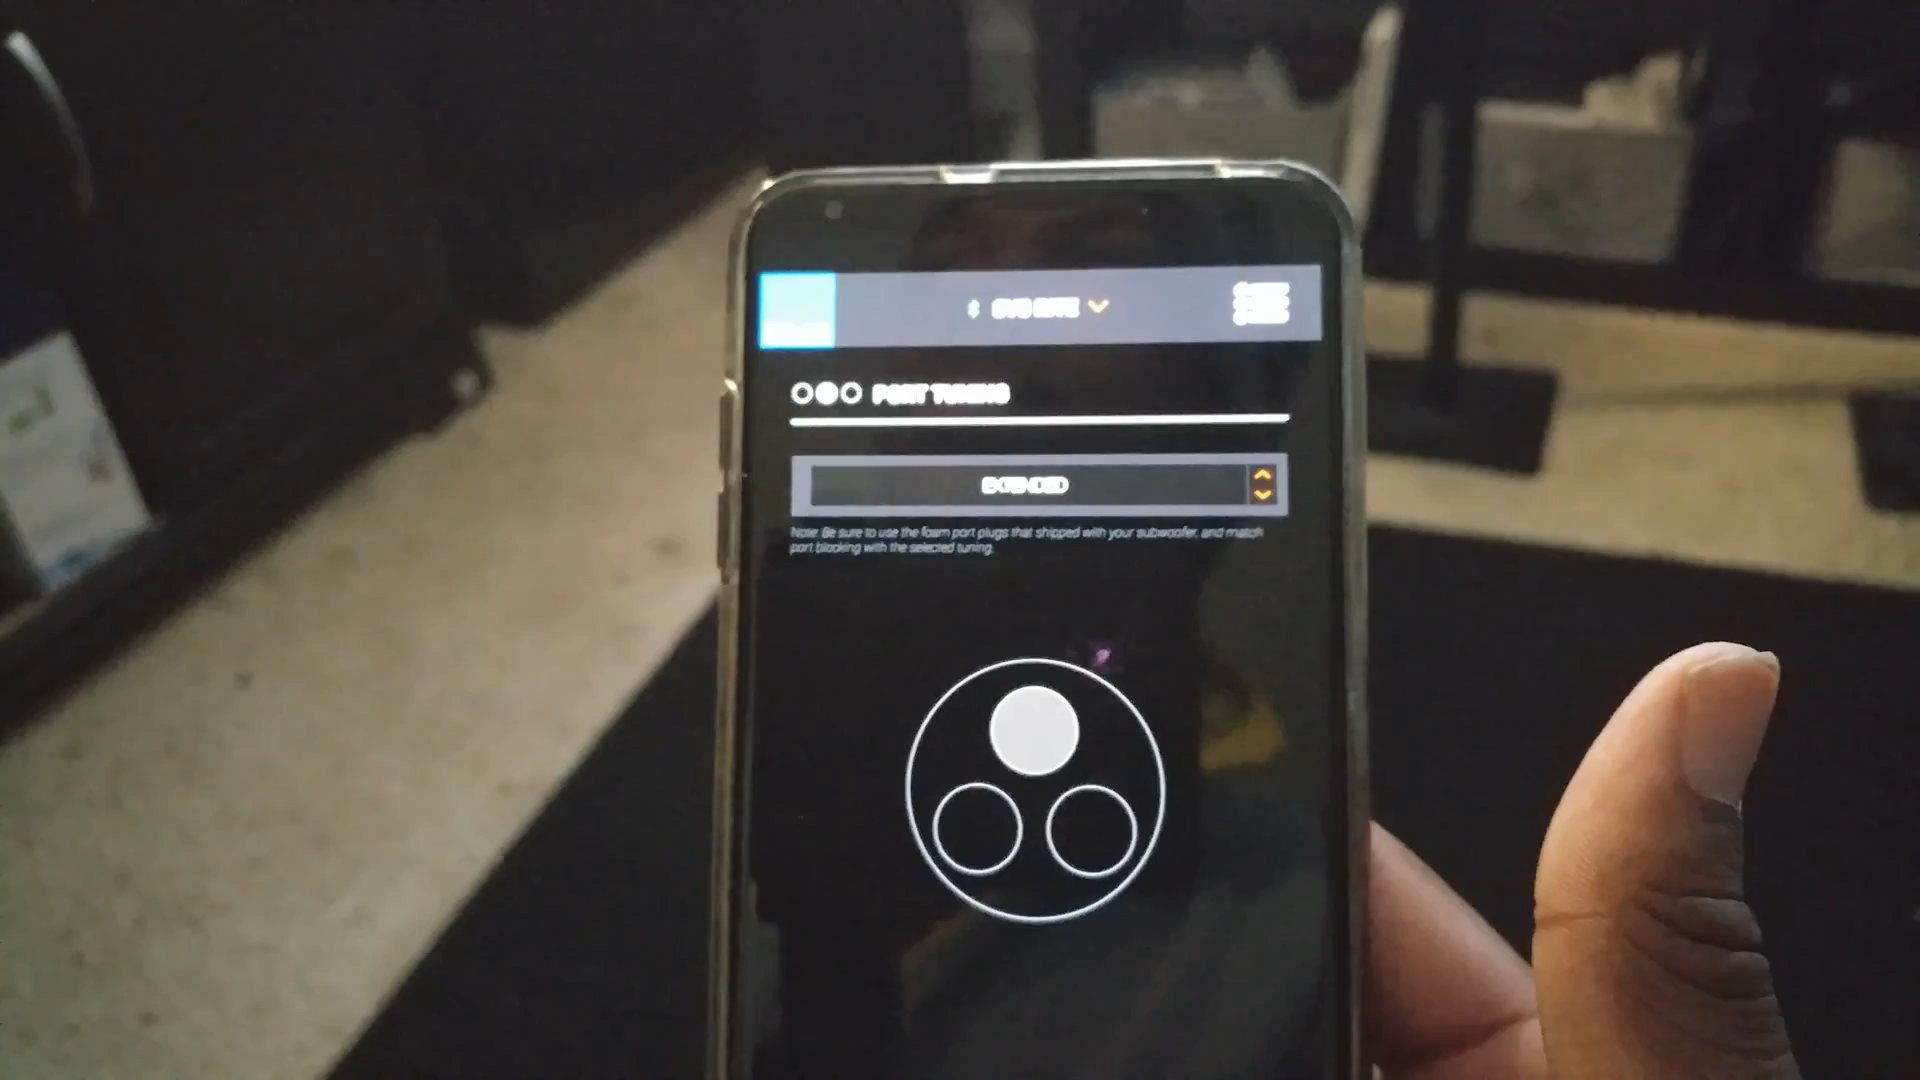 PORT TUNING
EXTENDED
Note: Be sure to use the foam port plugs that shipped with your subwoofer, and match
port blocking with the selected tuning.